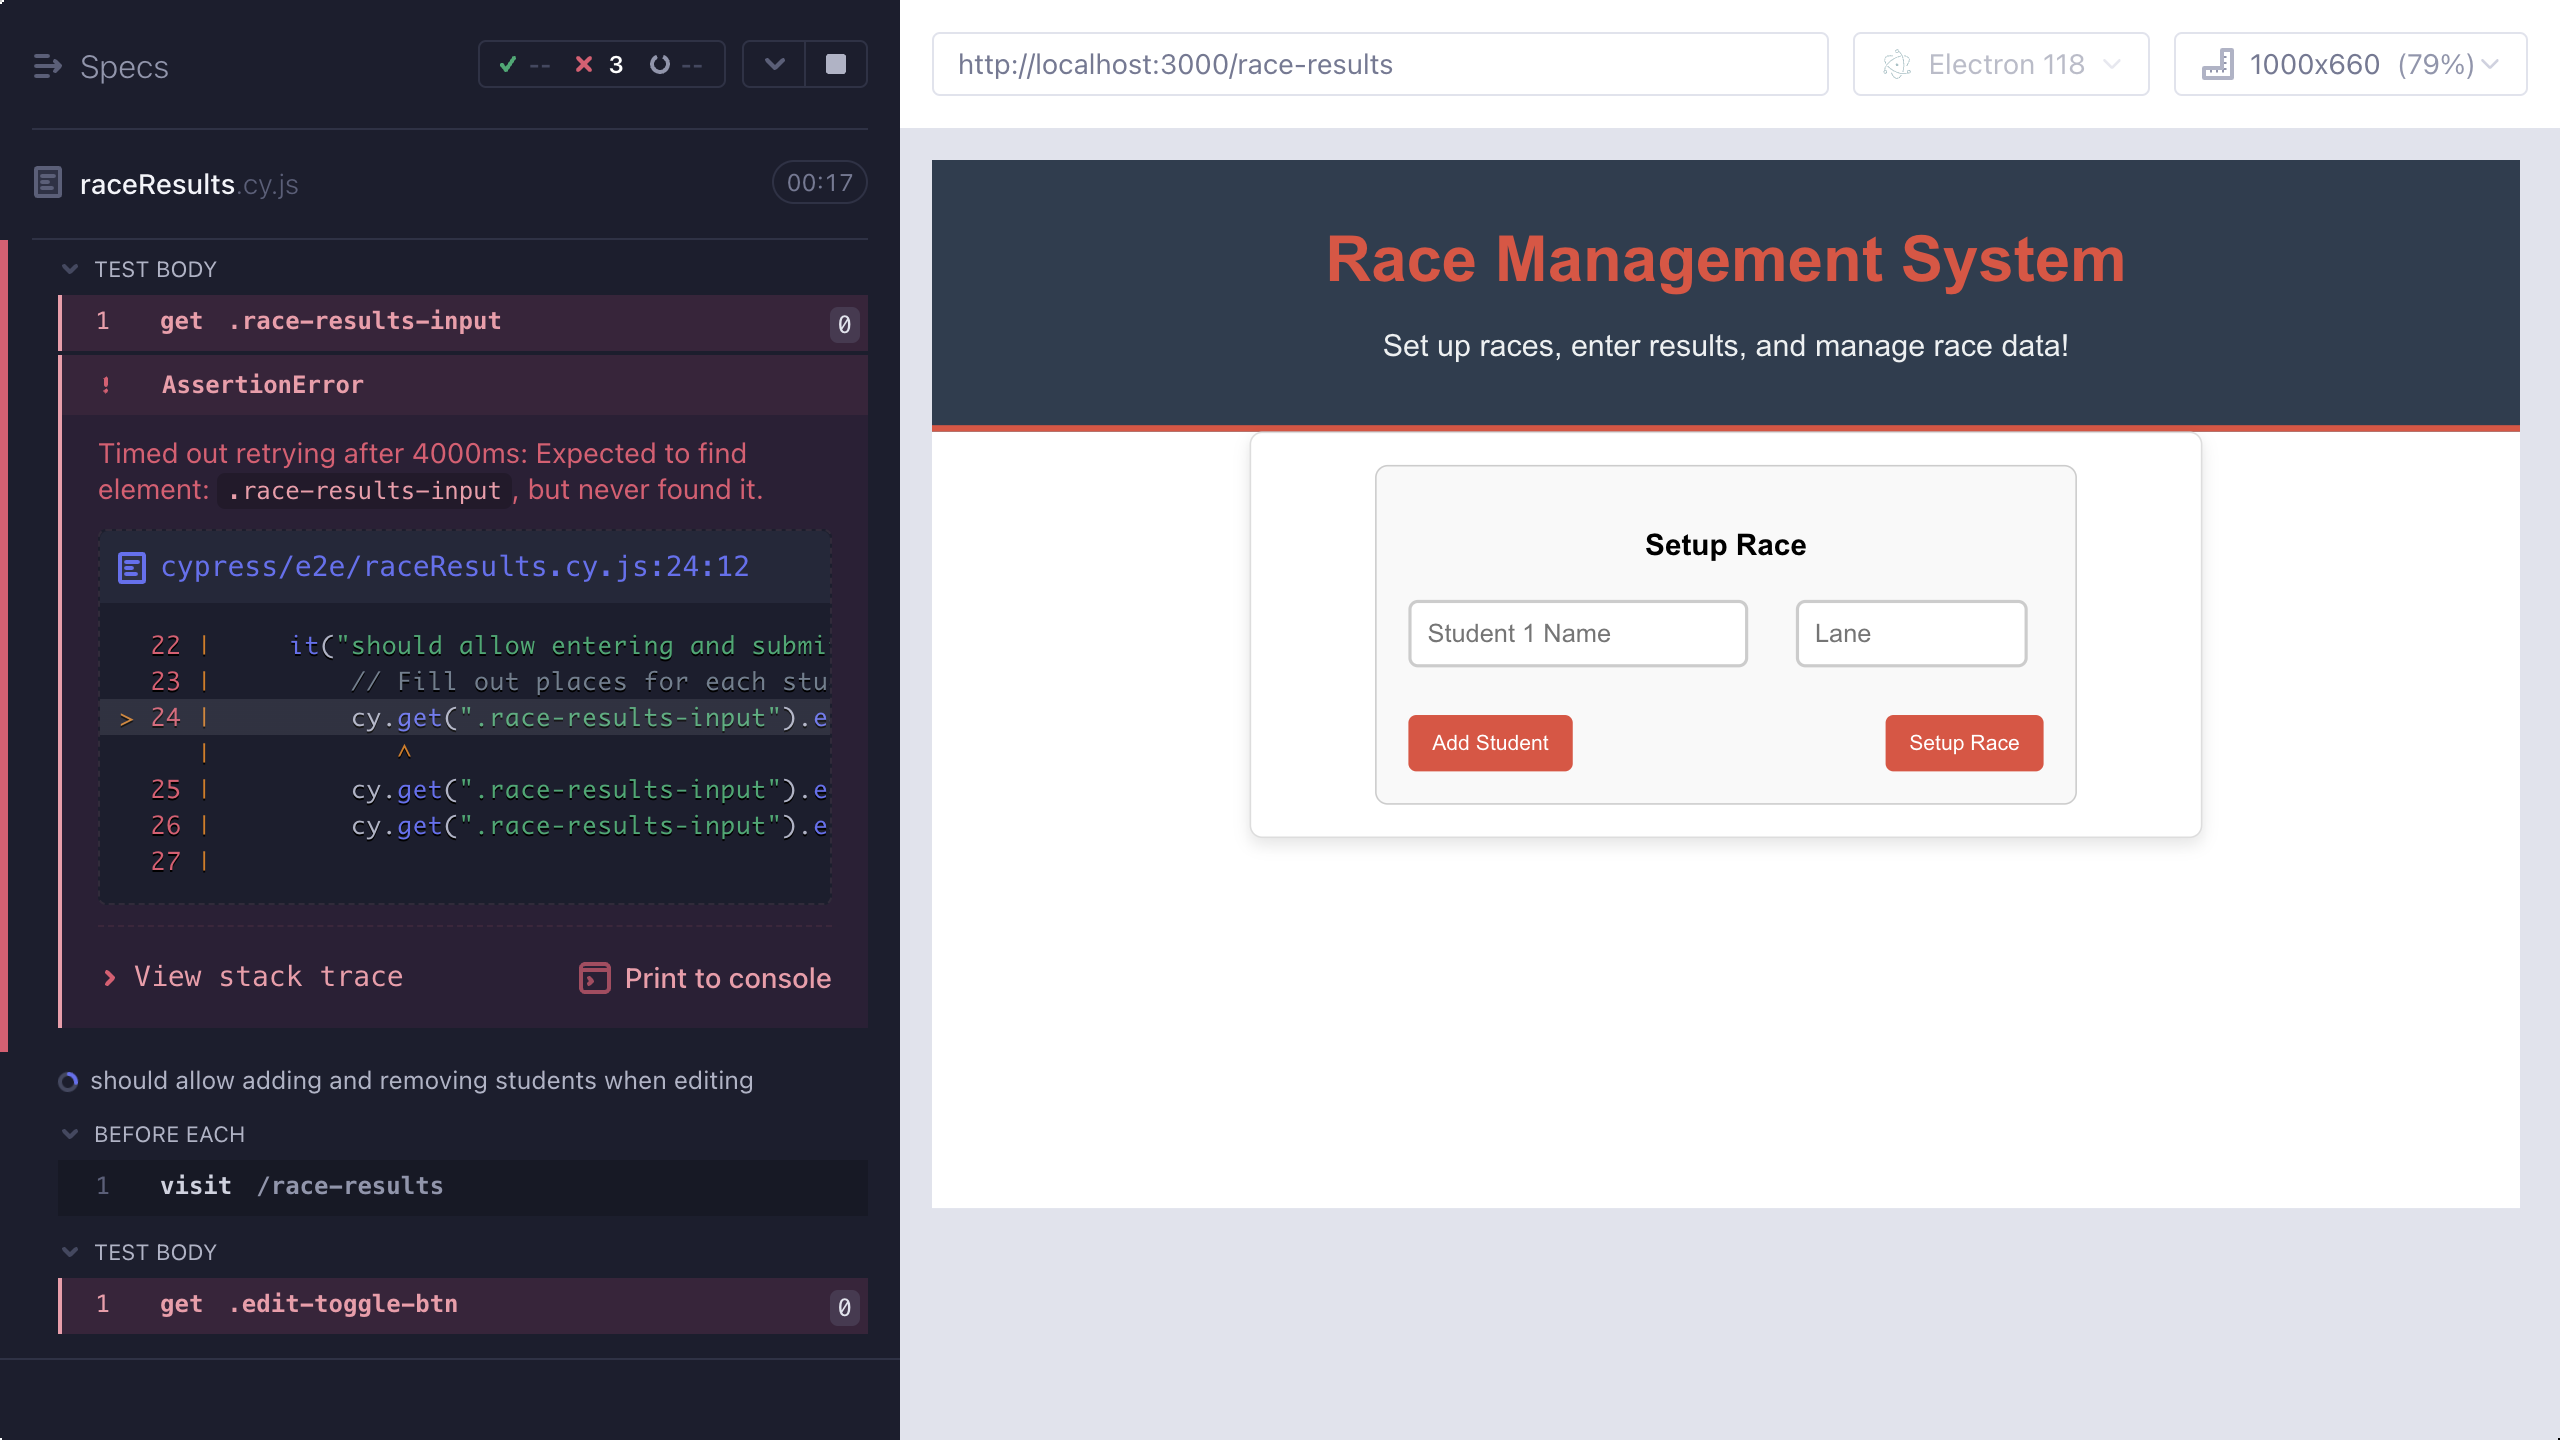 Specs
-- 3 --
raceResults.cy.js
00:17
TEST BODY
1 get .race-results-input 0
! AssertionError
Timed out retrying after 4000ms: Expected to find
element: .race-results-input, but never found it.
cypress/e2e/raceResults.cy.js:24:12
22 | it("should allow entering and submi
23 | // Fill out places for each stu
> 24 | cy.get(".race-results-input").e
| ^
25 | cy.get(".race-results-input").e
26 | cy.get(".race-results-input").e
27 |
View stack trace
Print to console
should allow adding and removing students when editing
BEFORE EACH
1 visit /race-results
TEST BODY
1 get .edit-toggle-btn 0
http://localhost:3000/race-results
Electron 118
1000x660 (79%)
Race Management System
Set up races, enter results, and manage race data!
Setup Race
Student 1 Name
Lane
Add Student
Setup Race